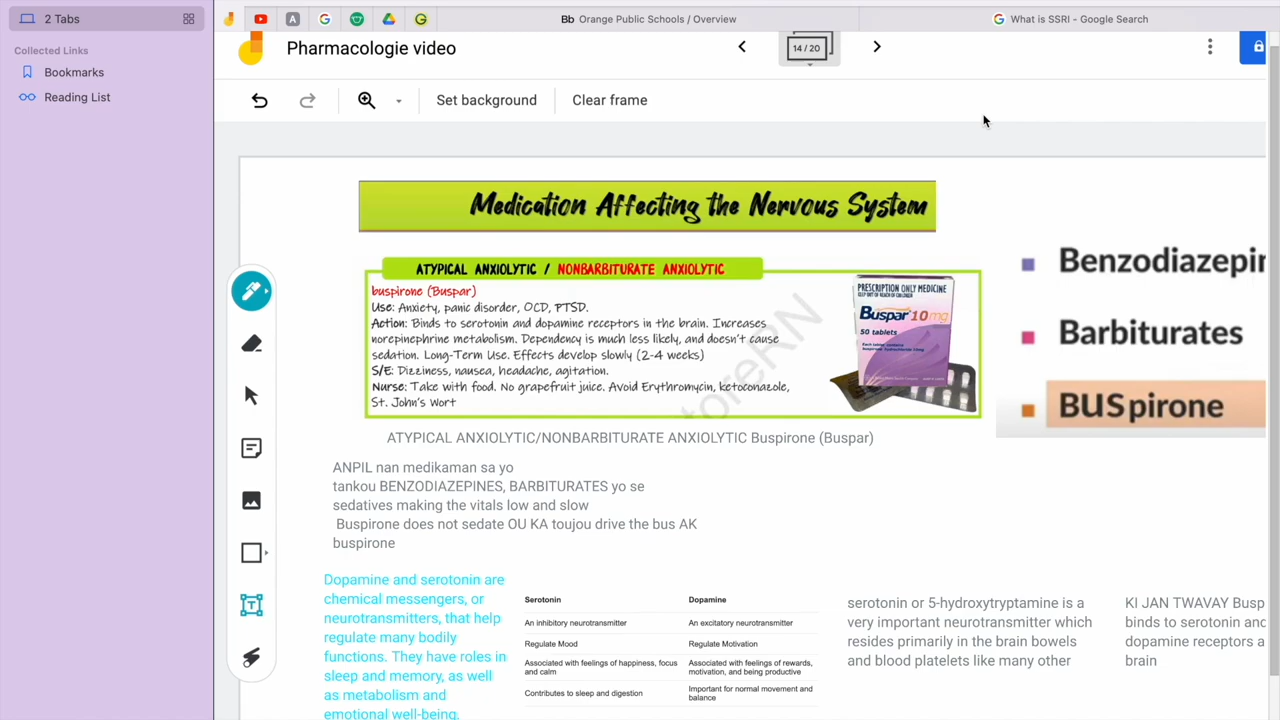 2 Tabs
Collected Links
Bookmarks
Reading List
Bb Orange Public Schools / Overview
What is SSRI - Google Search
Pharmacologie video
14 / 20
Set background
Clear frame
Medication Affecting the Nervous System
ATYPICAL ANXIOLYTIC / NONBARBITURATE ANXIOLYTIC
buspirone (Buspar)
Use: Anxiety, panic disorder, OCD, PTSD.
Action: Binds to serotonin and dopamine receptors in the brain. Increases
norepinephrine metabolism. Dependency is much less likely, and doesn't cause
sedation. Long-Term Use. Effects develop slowly (2-4 weeks)
S/E: Dizziness, nausea, headache, agitation.
Nurse: Take with food. No grapefruit juice. Avoid Erythromycin, ketoconazole,
St. John's wort
PRESCRIPTION ONLY MEDICINE
Buspar 10 mg
50 tablets
toreRN
Benzodiazepin
Barbiturates
BUSpirone
ATYPICAL ANXIOLYTIC/NONBARBITURATE ANXIOLYTIC Buspirone (Buspar)
ANPIL nan medikaman sa yo
tankou BENZODIAZEPINES, BARBITURATES yo se
sedatives making the vitals low and slow
Buspirone does not sedate OU KA toujou drive the bus AK
buspirone
Dopamine and serotonin are
chemical messengers, or
neurotransmitters, that help
regulate many bodily
functions. They have roles in
sleep and memory, as well
as metabolism and
emotional well-being.
Serotonin Dopamine
An inhibitory neurotransmitter An excitatory neurotransmitter
Regulate Mood Regulate Motivation
Associated with feelings of happiness, focus Associated with feelings of rewards,
and calm motivation, and being productive
Contributes to sleep and digestion Important for normal movement and
balance
serotonin or 5-hydroxytryptamine is a
very important neurotransmitter which
resides primarily in the brain bowels
and blood platelets like many other
KI JAN TWAVAY Busp
binds to serotonin and
dopamine receptors a
brain